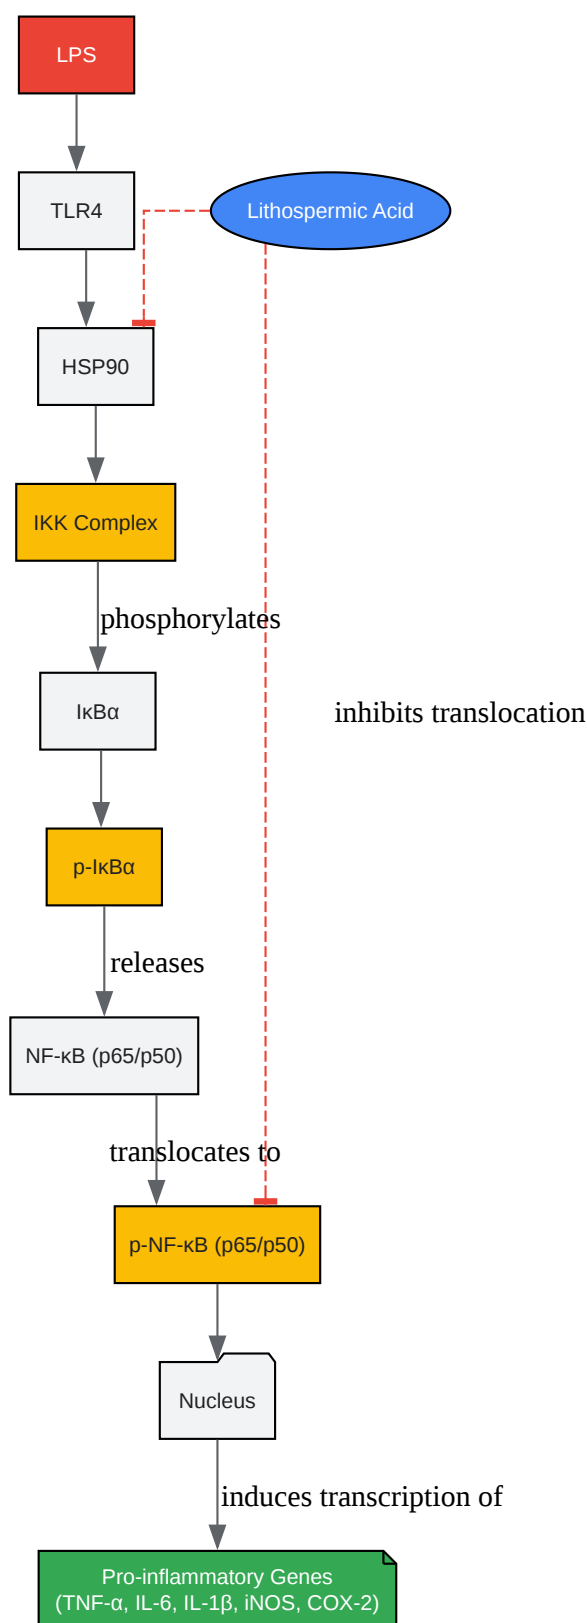 LPS
TLR4
Lithospermic Acid
HSP90
IKK Complex
phosphorylates
IκBα
inhibits translocation
p-IκBα
releases
NF-κB (p65/p50)
translocates to
p-NF-κB (p65/p50)
Nucleus
induces transcription of
Pro-inflammatory Genes
(TNF-α, IL-6, IL-1β, iNOS, COX-2)